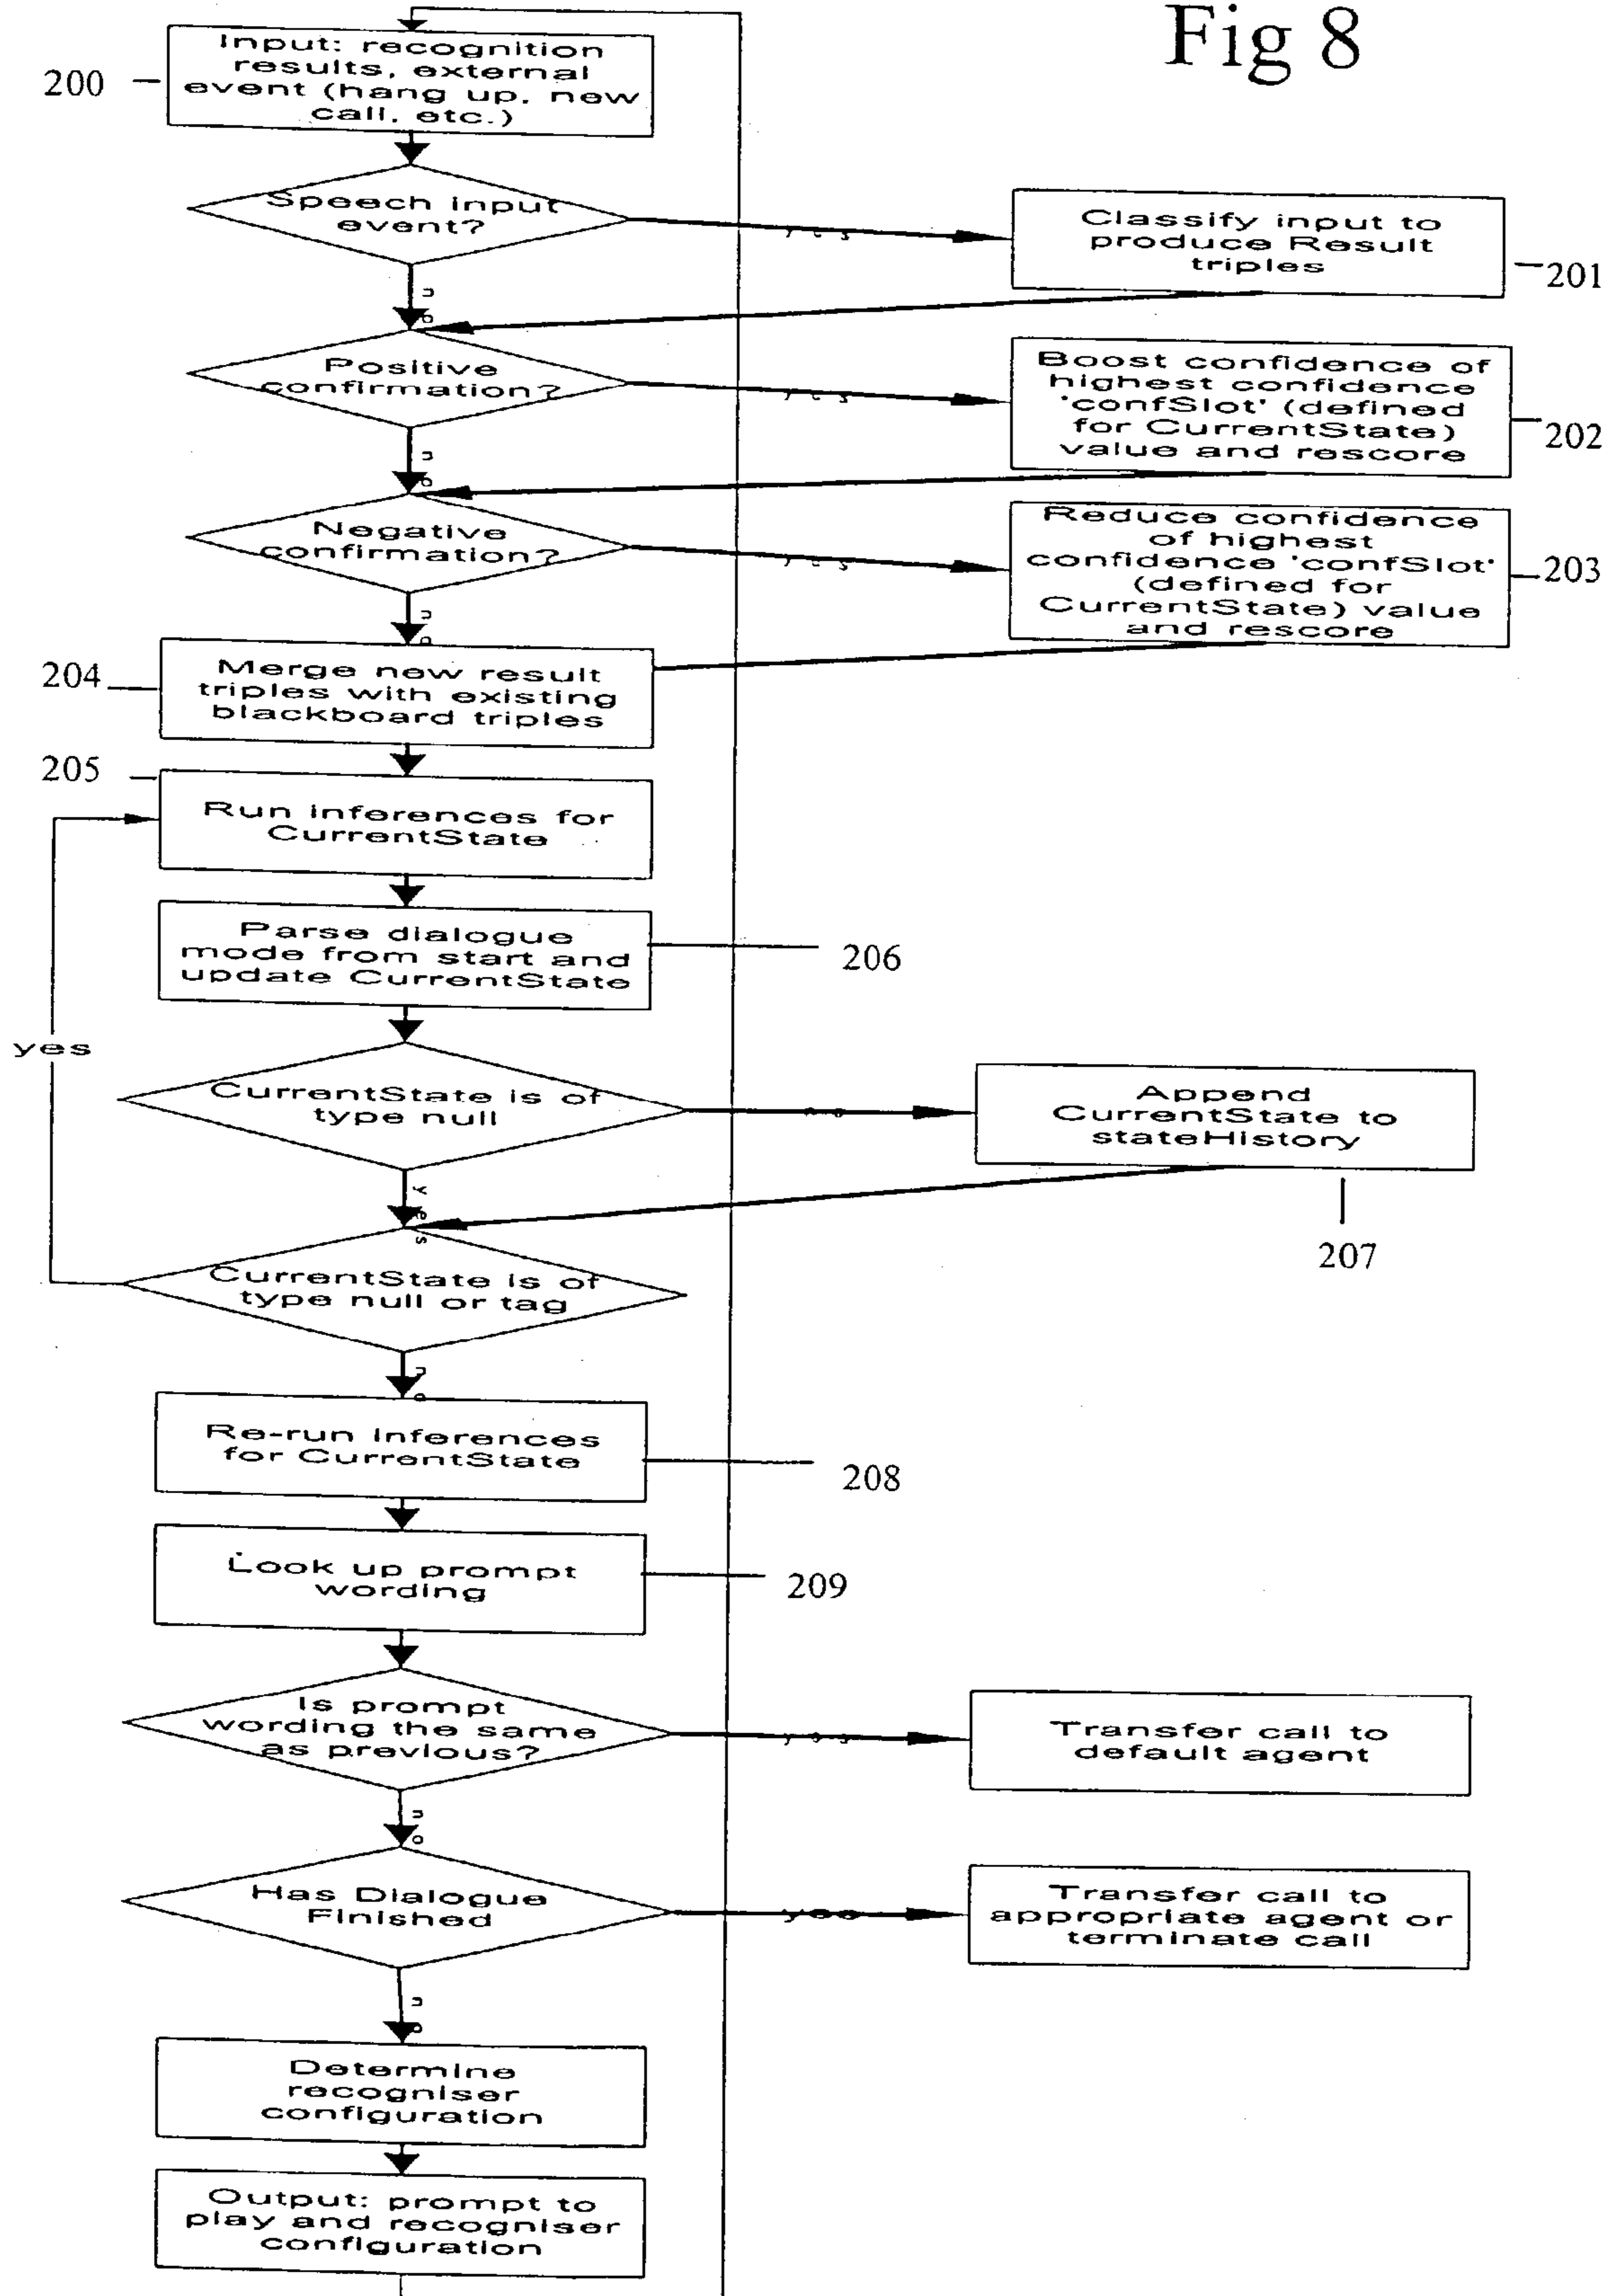 Fig 8
Input: recognition
results, external
event (hang up, new
call, etc.)
200
Speech input
event?
yes
no
Classify input to
produce Result
triples
201
Positive
confirmation?
yes
no
Boost confidence of
highest confidence
'confSlot' (defined
for CurrentState)
value and rescore
202
Negative
confirmation?
yes
no
Reduce confidence
of highest
confidence 'confSlot'
(defined for
CurrentState) value
and rescore
203
204
Merge new result
triples with existing
blackboard triples
205
Run inferences for
CurrentState
Parse dialogue
mode from start and
update CurrentState
206
yes
CurrentState is of
type null
no
yes
Append
CurrentState to
stateHistory
207
CurrentState is of
type null or tag
no
Re-run inferences
for CurrentState
208
Look up prompt
wording
209
Is prompt
wording the same
as previous?
yes
no
Transfer call to
default agent
Has Dialogue
Finished
yes
no
Transfer call to
appropriate agent or
terminate call
Determine
recogniser
configuration
Output: prompt to
play and recogniser
configuration